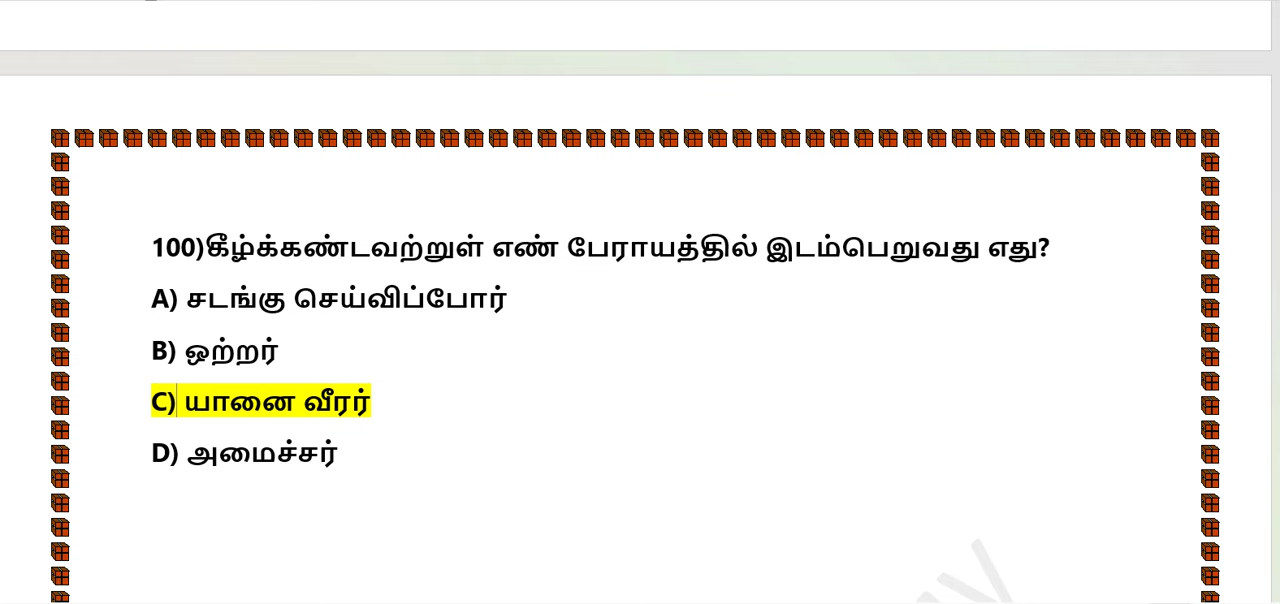 100)கீழ்க்கண்டவற்றுள் எண் பேராயத்தில் இடம்பெறுவது எது?
A) சடங்கு செய்விப்போர்
B) ஒற்றர்
C) யானை வீரர்
D) அமைச்சர்